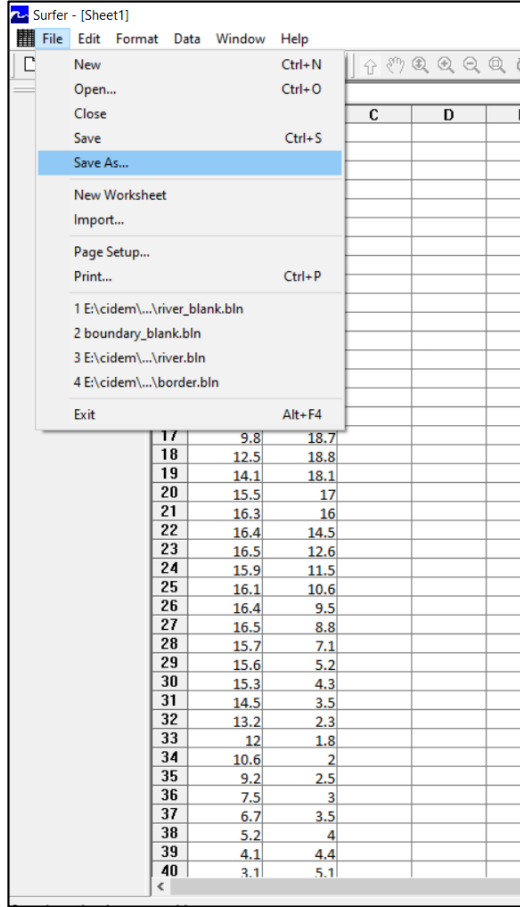 Surfer - [Sheet1]
File Edit Format Data Window Help
New Ctrl+N
Open... Ctrl+O
Close
Save Ctrl+S
Save As...
New Worksheet
Import...
Page Setup...
Print... Ctrl+P
1 E:\cidem\...\river_blank.bln
2 boundary_blank.bln
3 E:\cidem\...\river.bln
4 E:\cidem\...\border.bln
Exit Alt+F4
C D
17 9.8 18.7
18 12.5 18.8
19 14.1 18.1
20 15.5 17
21 16.3 16
22 16.4 14.5
23 16.5 12.6
24 15.9 11.5
25 16.1 10.6
26 16.4 9.5
27 16.5 8.8
28 15.7 7.1
29 15.6 5.2
30 15.3 4.3
31 14.5 3.5
32 13.2 2.3
33 12 1.8
34 10.6 2
35 9.2 2.5
36 7.5 3
37 6.7 3.5
38 5.2 4
39 4.1 4.4
40 3.1 5.1